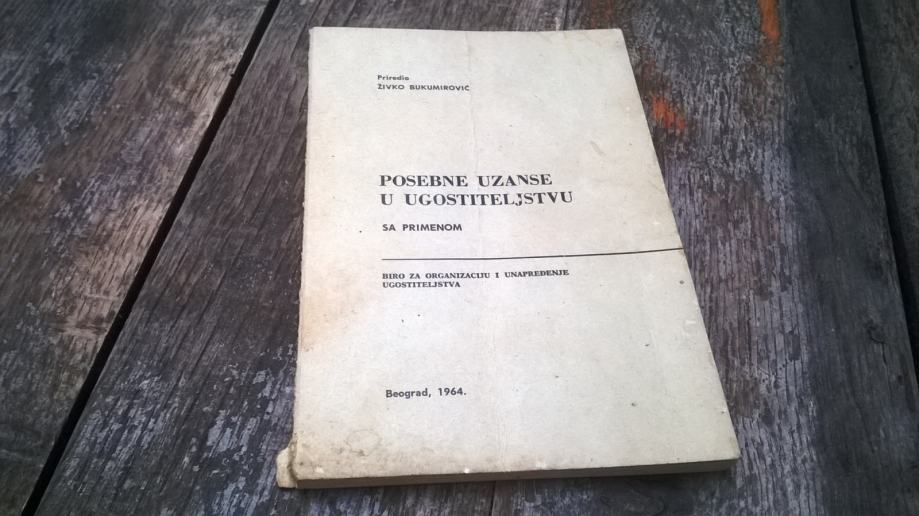 Priredio
ŽIVKO BUKUMIROVIĆ
POSEBNE UZANSE
U UGOSTITELJSTVU
SA PRIMENOM
BIRO ZA ORGANIZACIJU I UNAPREĐENJE
UGOSTITELJSTVA
Beograd, 1964.